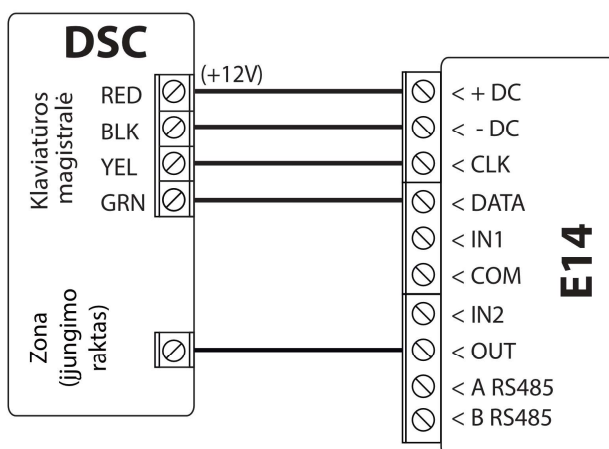 DSC
(+12V)
Klaviatūros
magistralė
RED
BLK
YEL
GRN
Zona
(įjungimo
raktas)
< + DC
< - DC
< CLK
< DATA
< IN1
< COM
< IN2
< OUT
< A RS485
< B RS485
E14